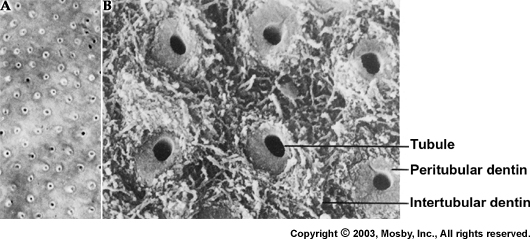 A B
Tubule
Peritubular dentin
Intertubular dentin
Copyright © 2003, Mosby, Inc., All rights reserved.